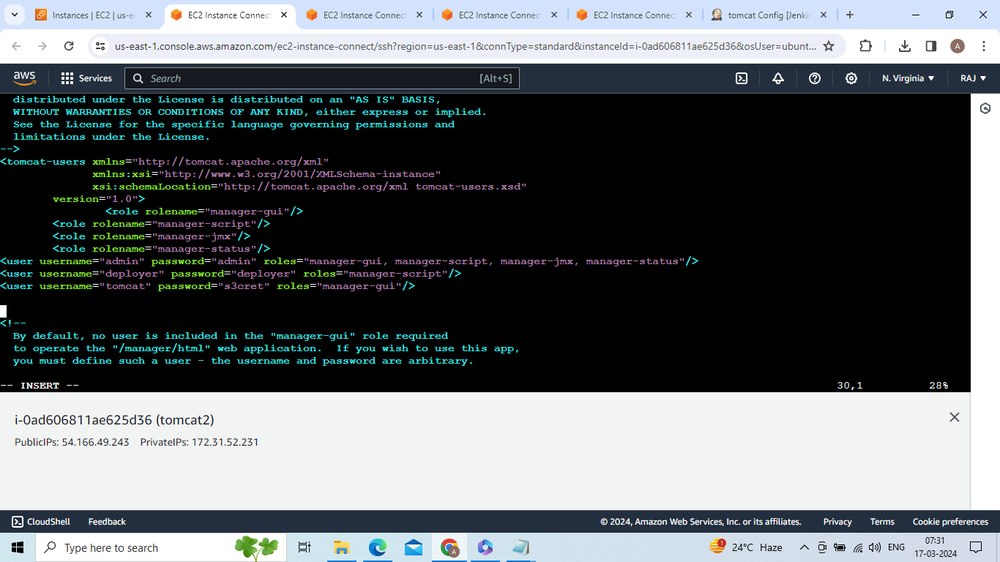 Instances | EC2 | us-ea
EC2 Instance Connect
EC2 Instance Connect
EC2 Instance Connect
EC2 Instance Connect
tomcat Config [Jenkin
us-east-1.console.aws.amazon.com/ec2-instance-connect/ssh?region=us-east-1&connType=standard&instanceId=i-0ad606811ae625d36&osUser=ubunt...
A
aws
Services
Search
[Alt+S]
N. Virginia
RAJ
distributed under the License is distributed on an "AS IS" BASIS,
WITHOUT WARRANTIES OR CONDITIONS OF ANY KIND, either express or implied.
See the License for the specific language governing permissions and
limitations under the License.
-->
<tomcat-users xmlns="http://tomcat.apache.org/xml"
xmlns:xsi="http://www.w3.org/2001/XMLSchema-instance"
xsi:schemaLocation="http://tomcat.apache.org/xml tomcat-users.xsd"
version="1.0">
<role rolename="manager-gui"/>
<role rolename="manager-script"/>
<role rolename="manager-jmx"/>
<role rolename="manager-status"/>
<user username="admin" password="admin" roles="manager-gui, manager-script, manager-jmx, manager-status"/>
<user username="deployer" password="deployer" roles="manager-script"/>
<user username="tomcat" password="s3cret" roles="manager-gui"/>
<!--
By default, no user is included in the "manager-gui" role required
to operate the "/manager/html" web application.  If you wish to use this app,
you must define such a user - the username and password are arbitrary.
-- INSERT --
30,1
28%
i-0ad606811ae625d36 (tomcat2)
PublicIPs: 54.166.49.243 PrivateIPs: 172.31.52.231
CloudShell
Feedback
© 2024, Amazon Web Services, Inc. or its affiliates.
Privacy
Terms
Cookie preferences
Type here to search
1
24°C Haze
ENG
07:31
17-03-2024